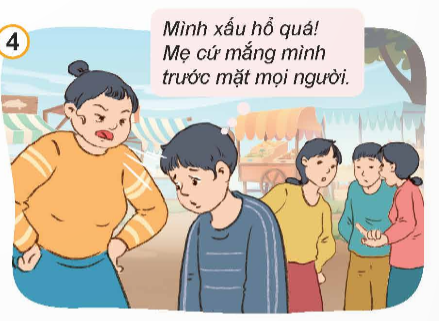 4
Mình xấu hổ quá!
Mẹ cứ mắng mình
trước mặt mọi người.